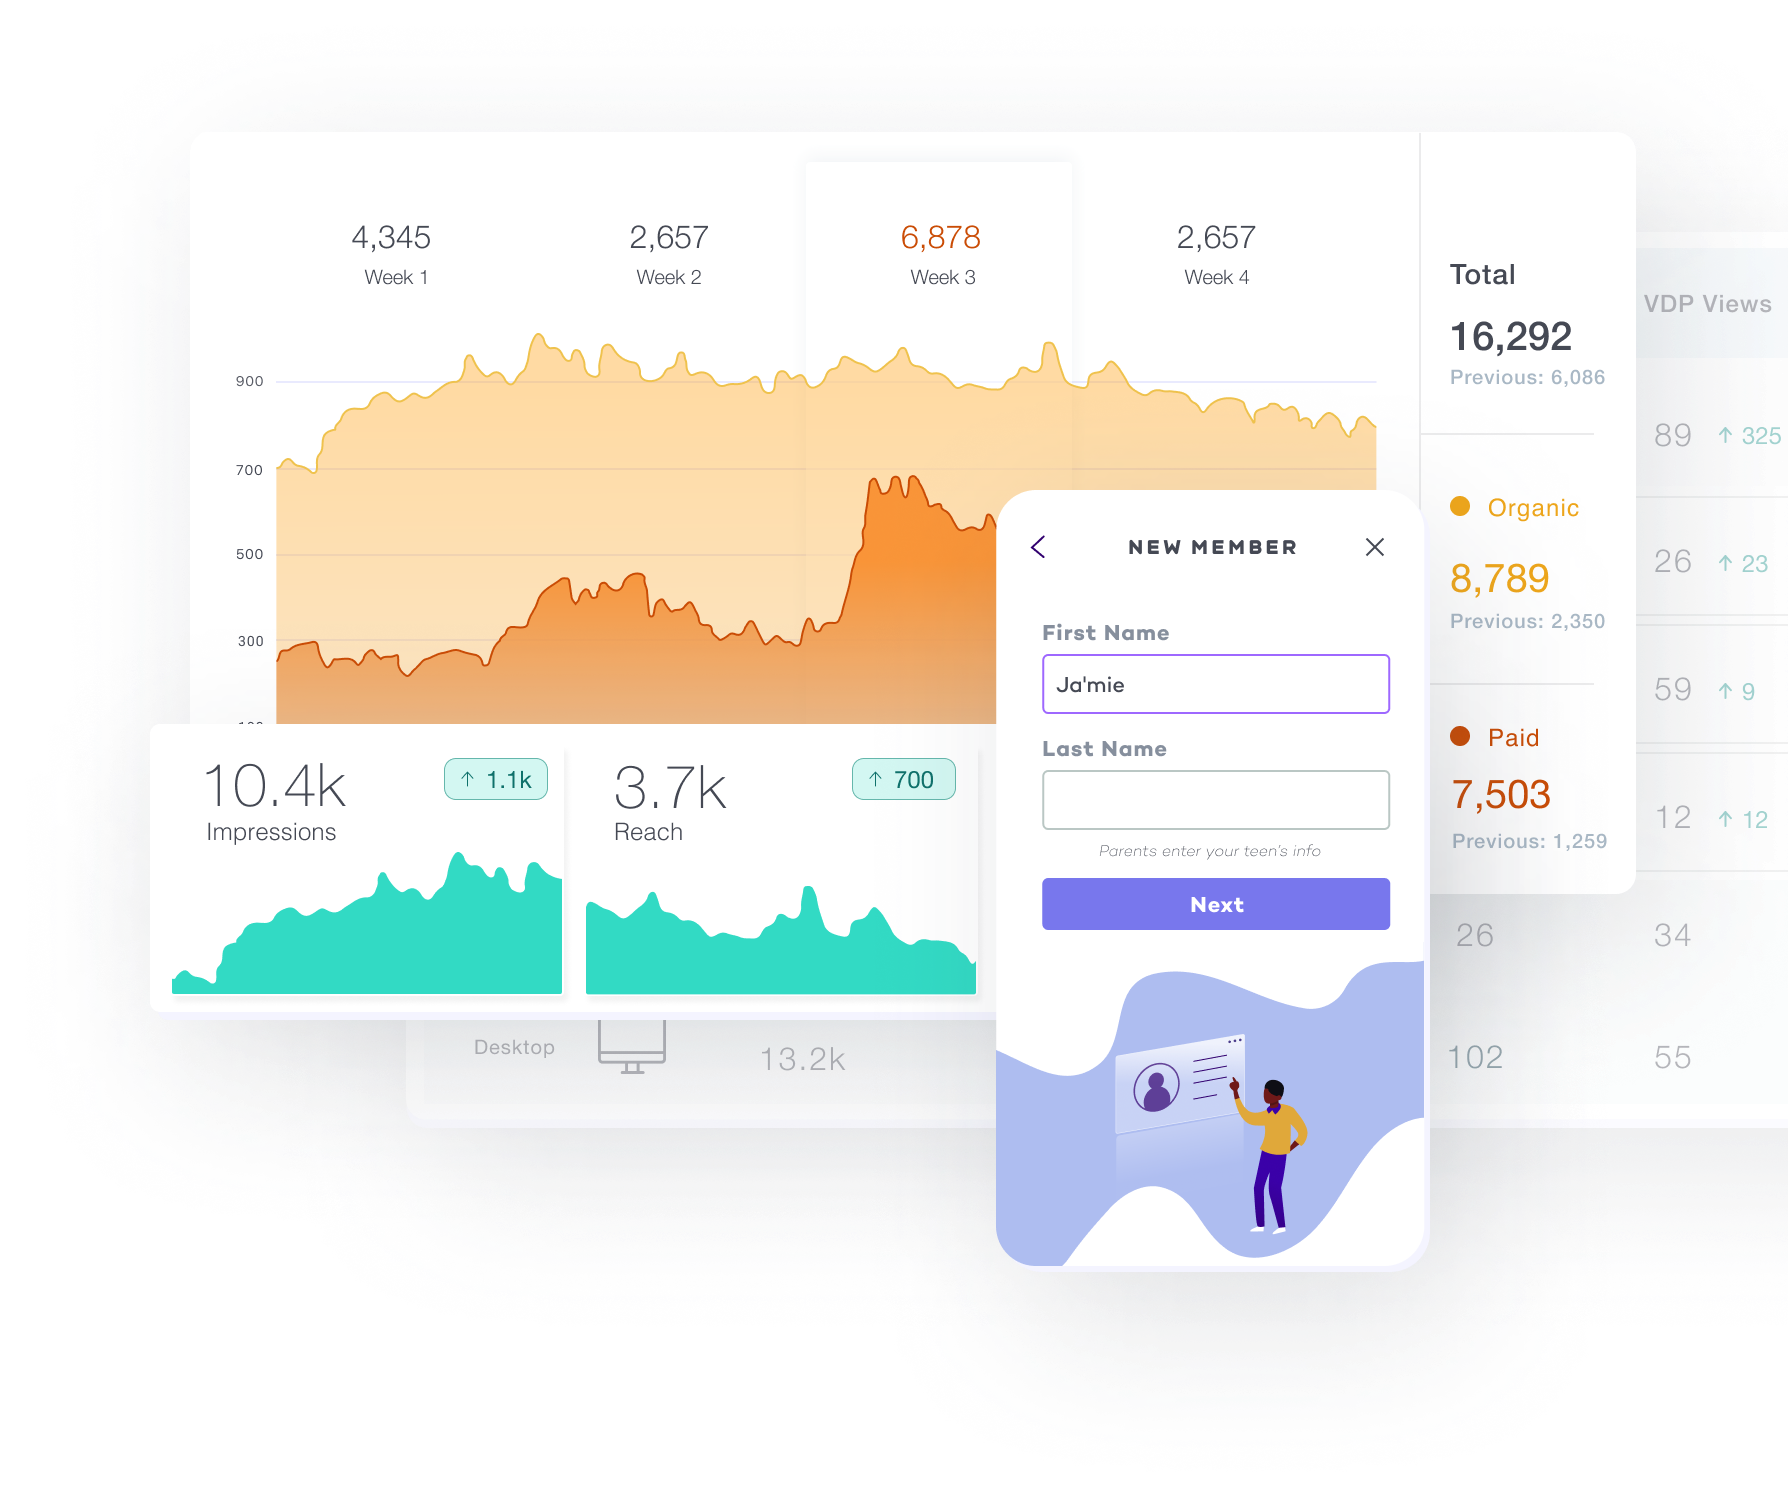 4,345
Week 1
2,657
Week 2
6,878
Week 3
2,657
Week 4
900
700
500
300
Total
16,292
Previous: 6,086
Organic
8,789
Previous: 2,350
Paid
7,503
Previous: 1,259
VDP Views
89 ↑ 325
26 ↑ 23
59 ↑ 9
12 ↑ 12
26 34
102 55
10.4k
↑ 1.1k
Impressions
3.7k
↑ 700
Reach
Desktop
13.2k
NEW MEMBER
First Name
Ja'mie
Last Name
Parents enter your teen's info
Next